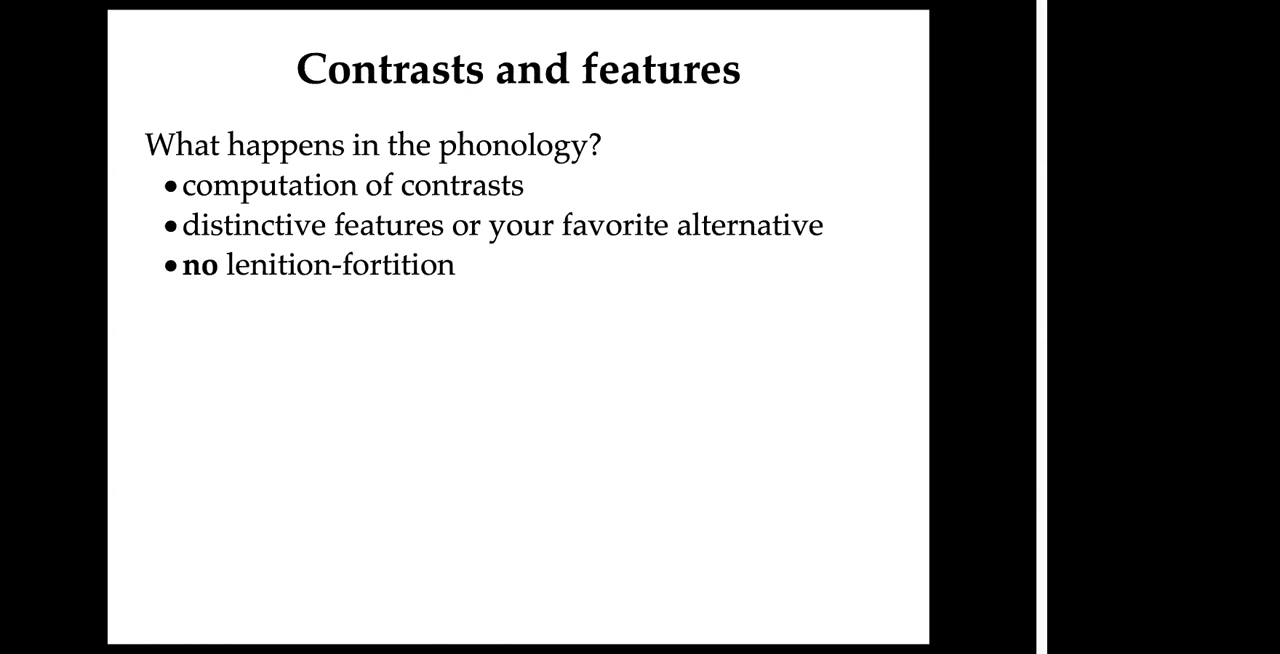 Contrasts and features
What happens in the phonology?
• computation of contrasts
• distinctive features or your favorite alternative
• no lenition-fortition